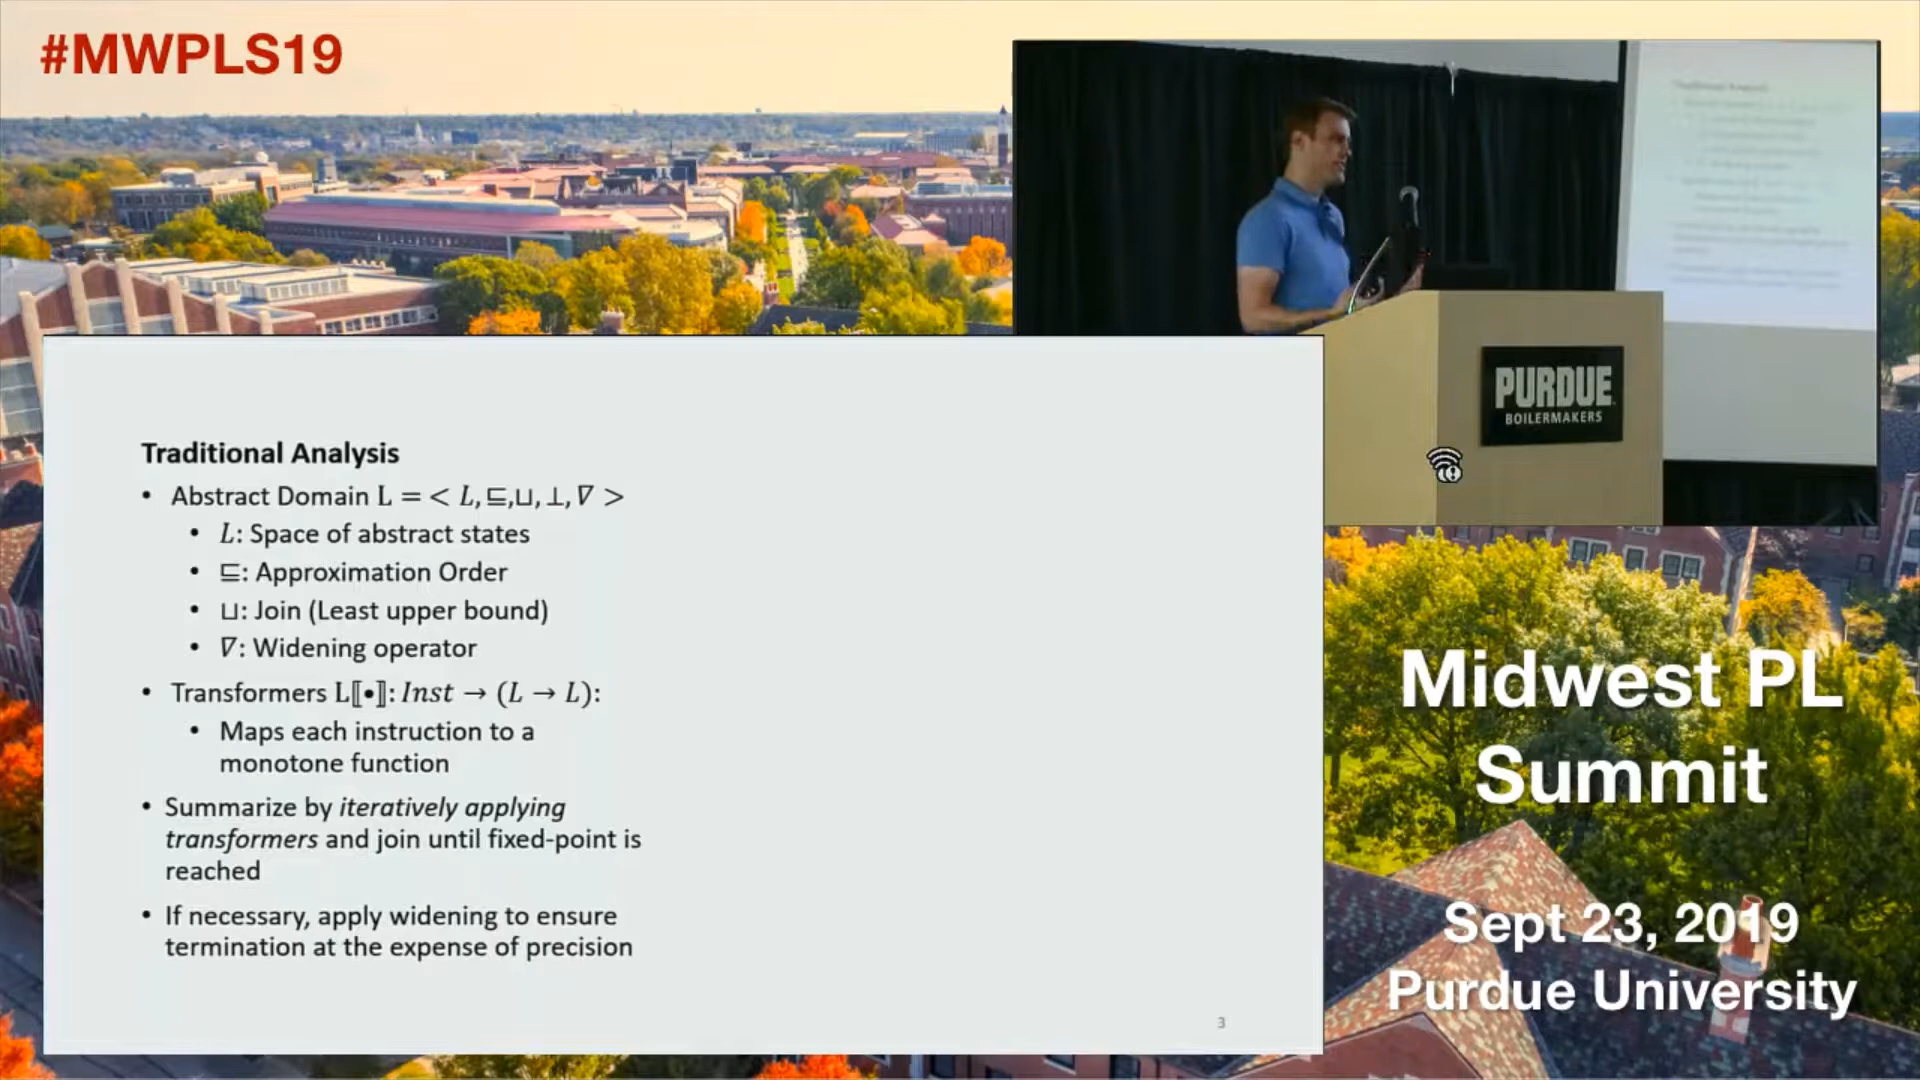 #MWPLS19
PURDUE
BOILERMAKERS
Traditional Analysis
• Abstract Domain L = < L, ⊑,⊔, ⊥, ∇ >
• L: Space of abstract states
• ⊑: Approximation Order
• ⊔: Join (Least upper bound)
• ∇: Widening operator
• Transformers L⟦•⟧: Inst → (L → L):
• Maps each instruction to a
monotone function
• Summarize by iteratively applying
transformers and join until fixed-point is
reached
• If necessary, apply widening to ensure
termination at the expense of precision
3
Midwest PL
Summit
Sept 23, 2019
Purdue University